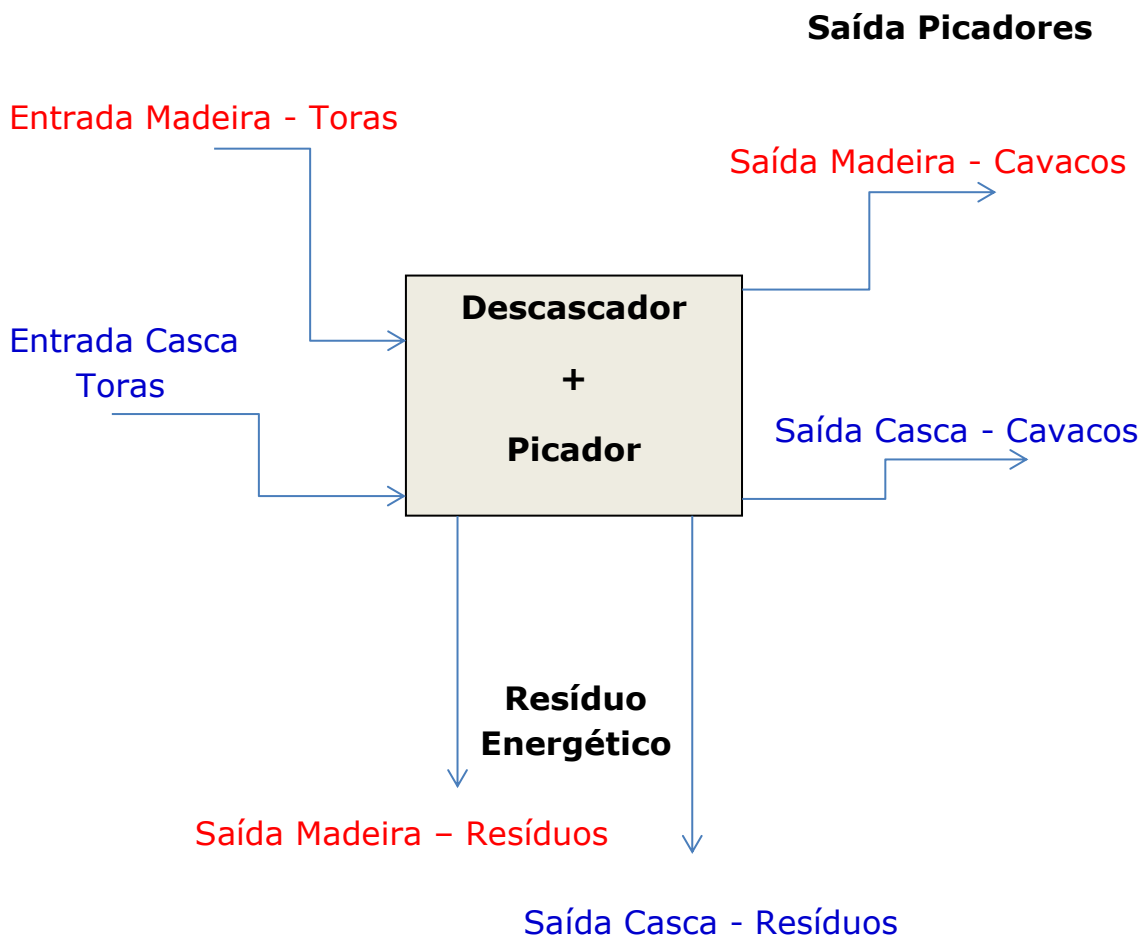 Saída Picadores
Entrada Madeira - Toras
Saída Madeira - Cavacos
Descascador
+
Picador
Entrada Casca
Toras
Saída Casca - Cavacos
Resíduo
Energético
Saída Madeira – Resíduos
Saída Casca - Resíduos